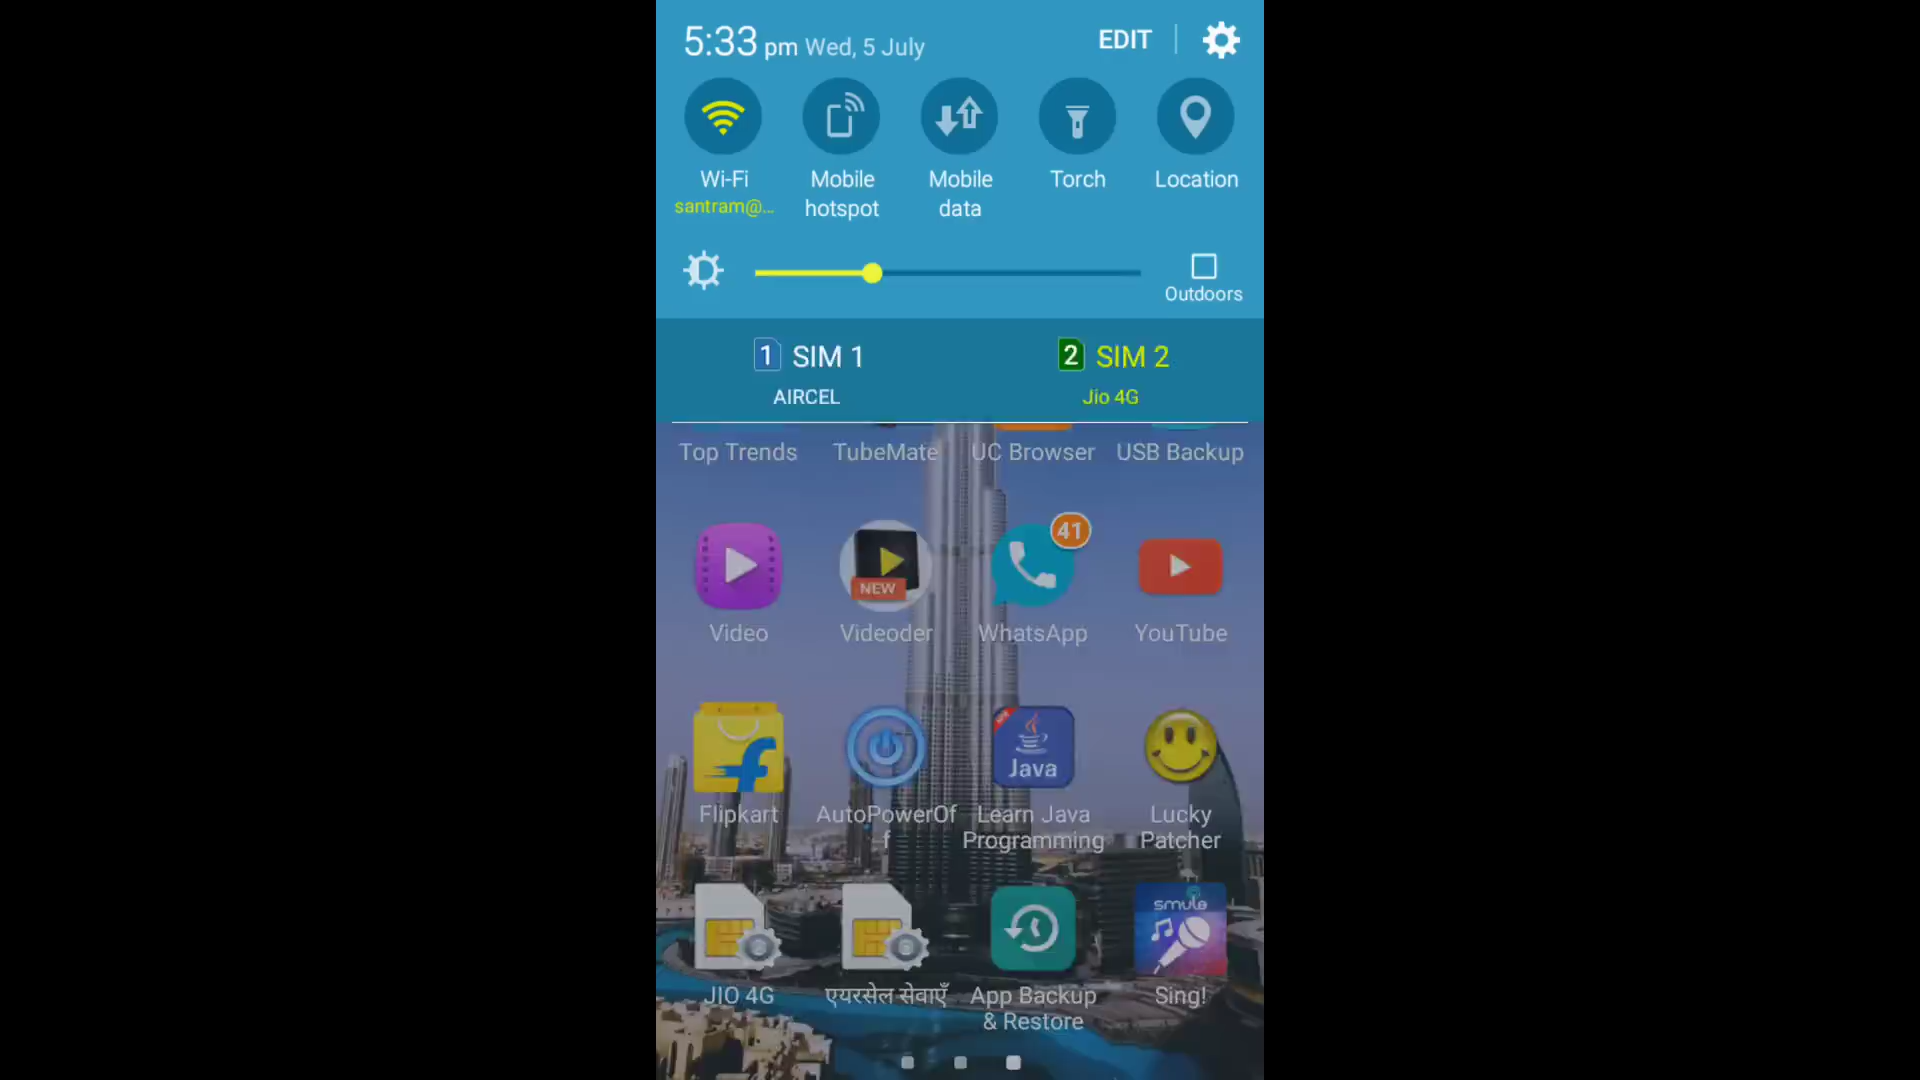 5:33 pm Wed, 5 July EDIT
Wi-Fi Mobile hotspot Mobile data Torch Location
santram@...
Outdoors
1 SIM 1 2 SIM 2
AIRCEL Jio 4G
Top Trends TubeMate UC Browser USB Backup
41
NEW
Video Videoder WhatsApp YouTube
Java
Flipkart AutoPowerOff Learn Java Programming Lucky Patcher
smule
JIO 4G एयरसेल सेवाएँ App Backup & Restore Sing!